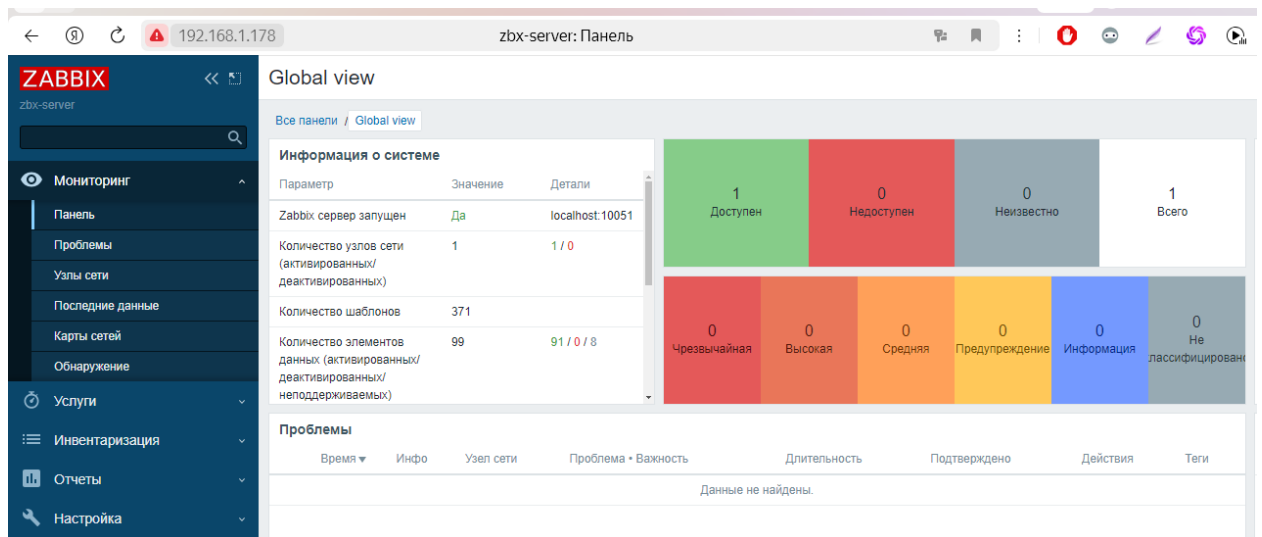 192.168.1.178
zbx-server: Панель
ZABBIX
zbx-server
Мониторинг
Панель
Проблемы
Узлы сети
Последние данные
Карты сетей
Обнаружение
Услуги
Инвентаризация
Отчеты
Настройка
Global view
Все панели / Global view
Информация о системе
Параметр Значение Детали
Zabbix сервер запущен Да localhost:10051
Количество узлов сети 1 1 / 0
(активированных/
деактивированных)
Количество шаблонов 371
Количество элементов 99 91 / 0 / 8
данных (активированных/
деактивированных/
неподдерживаемых)
1 0 0 1
Доступен Недоступен Неизвестно Всего
0 0 0 0 0 0
Чрезвычайная Высокая Средняя Предупреждение Информация Не
лассифицировано
Проблемы
Время Инфо Узел сети Проблема • Важность Длительность Подтверждено Действия Теги
Данные не найдены.